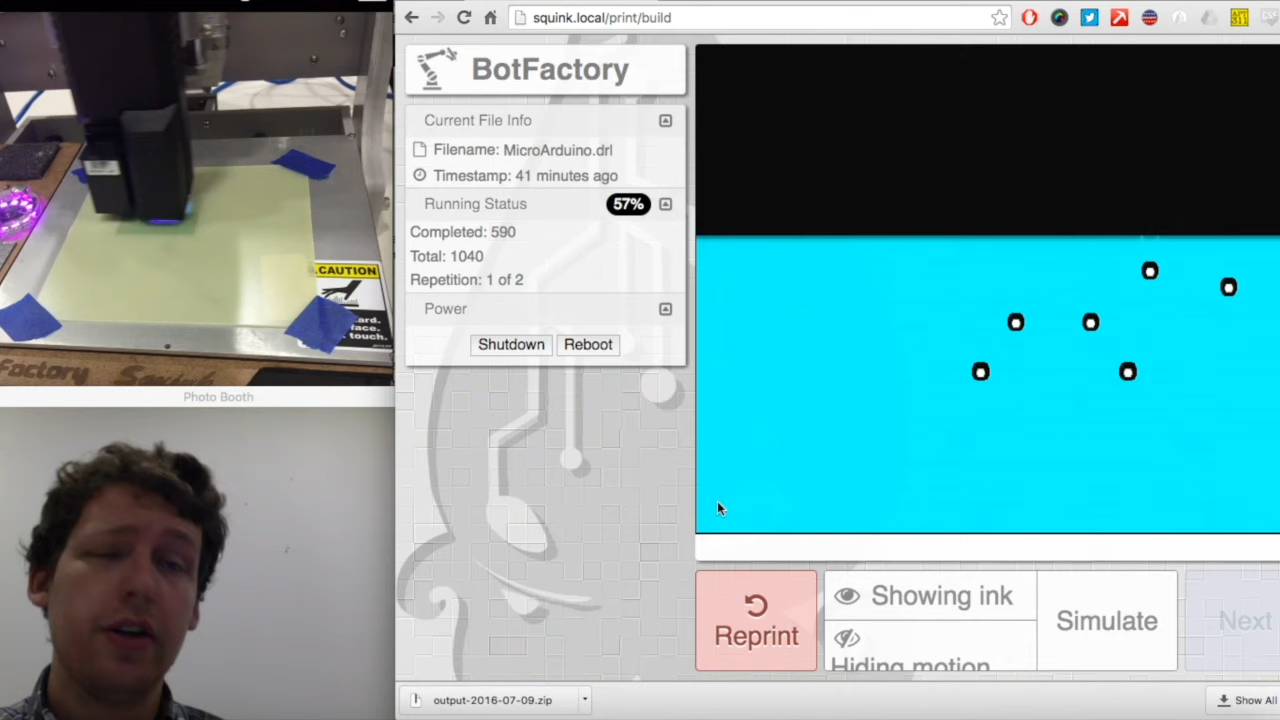 squink.local/print/build
BotFactory
Current File Info
Filename: MicroArduino.drl
Timestamp: 41 minutes ago
Running Status 57%
Completed: 590
Total: 1040
Repetition: 1 of 2
Power
Shutdown Reboot
CAUTION
touch.
Factory
Photo Booth
Reprint
Showing ink
Hiding motion
Simulate
Next
output-2016-07-09.zip
Show All